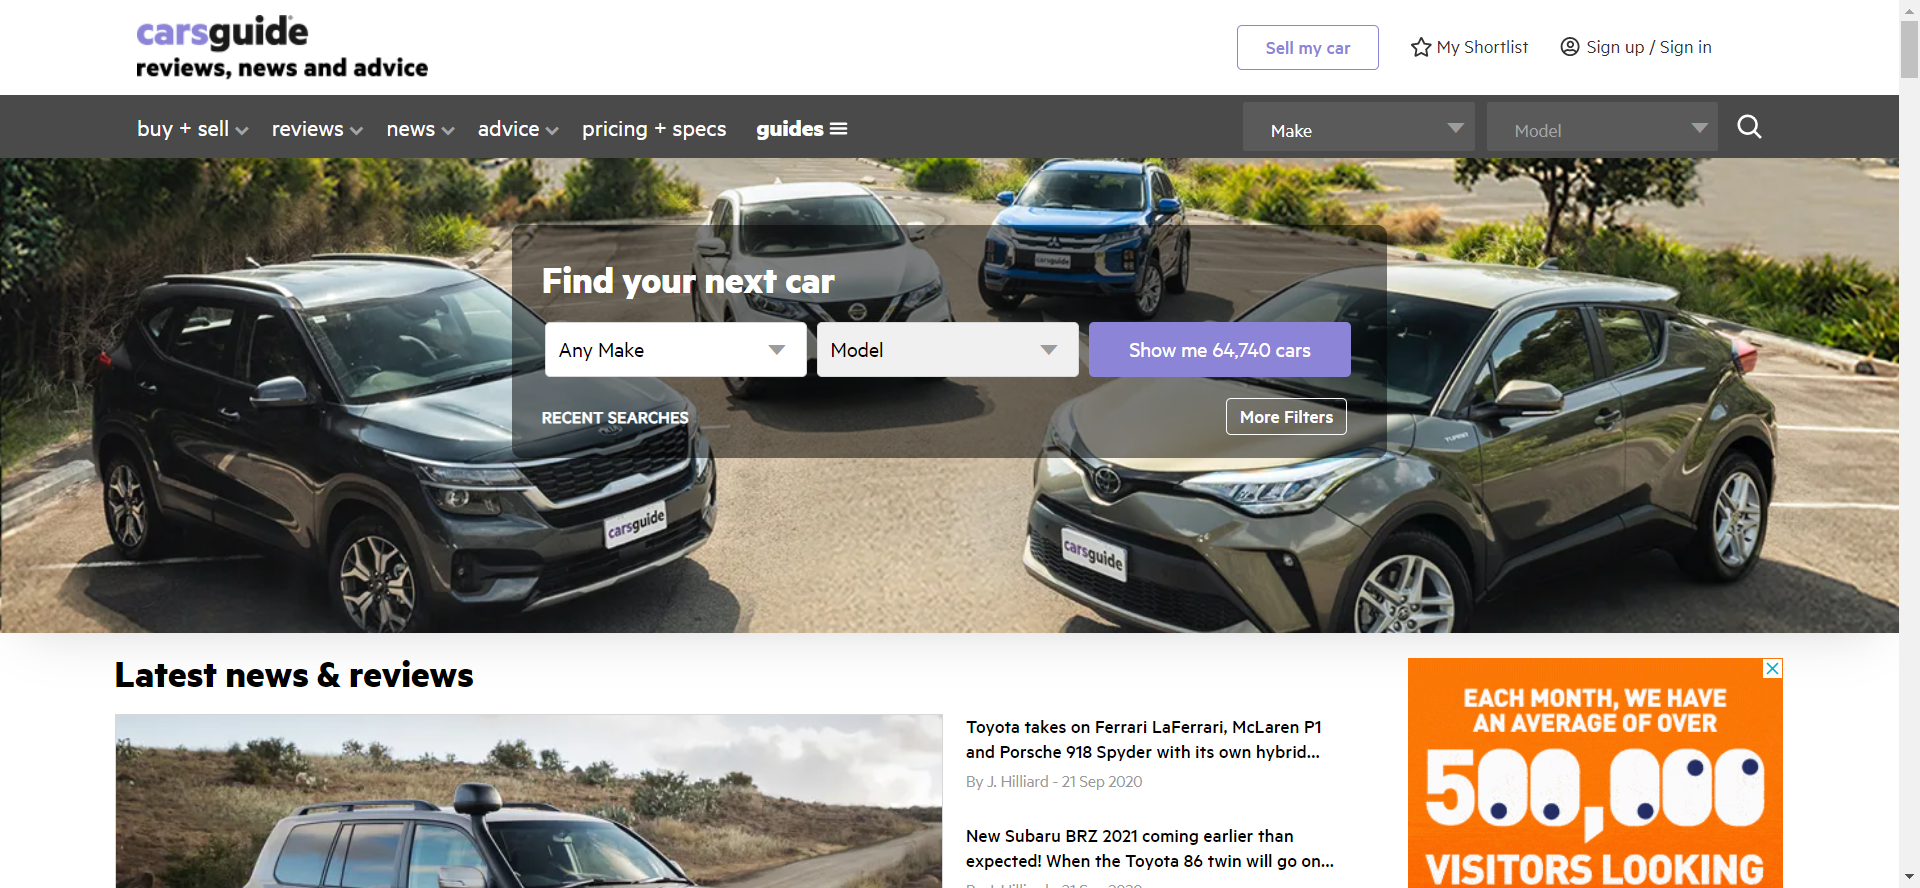 carsguide
reviews, news and advice
Sell my car
My Shortlist
Sign up / Sign in
buy + sell
reviews
news
advice
pricing + specs
guides
Make
Model
Find your next car
Any Make
Model
Show me 64,740 cars
RECENT SEARCHES
More Filters
carsguide
carsguide
carsguide
Latest news & reviews
Toyota takes on Ferrari LaFerrari, McLaren P1
and Porsche 918 Spyder with its own hybrid...
By J. Hilliard - 21 Sep 2020
New Subaru BRZ 2021 coming earlier than
expected! When the Toyota 86 twin will go on...
EACH MONTH, WE HAVE
AN AVERAGE OF OVER
500,000
VISITORS LOOKING